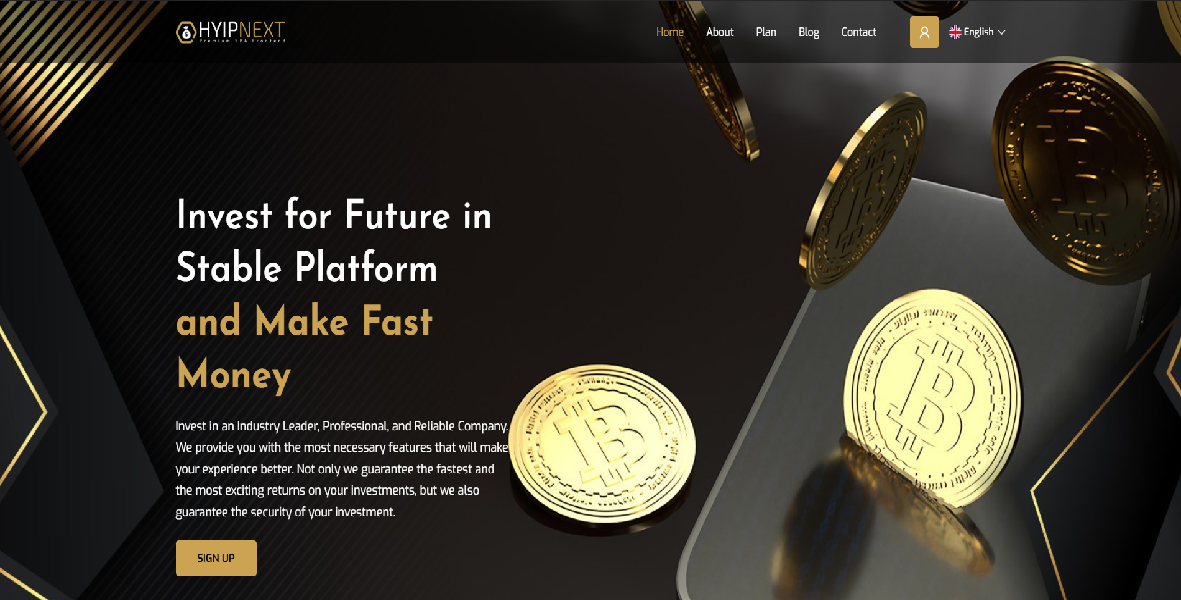 HYIPNEXT
Home
About
Plan
Blog
Contact
English
Invest for Future in
Stable Platform
and Make Fast
Money
Invest in an Industry Leader, Professional, and Reliable Company.
We provide you with the most necessary features that will make
your experience better. Not only we guarantee the fastest and
the most exciting returns on your investments, but we also
guarantee the security of your investment.
SIGN UP